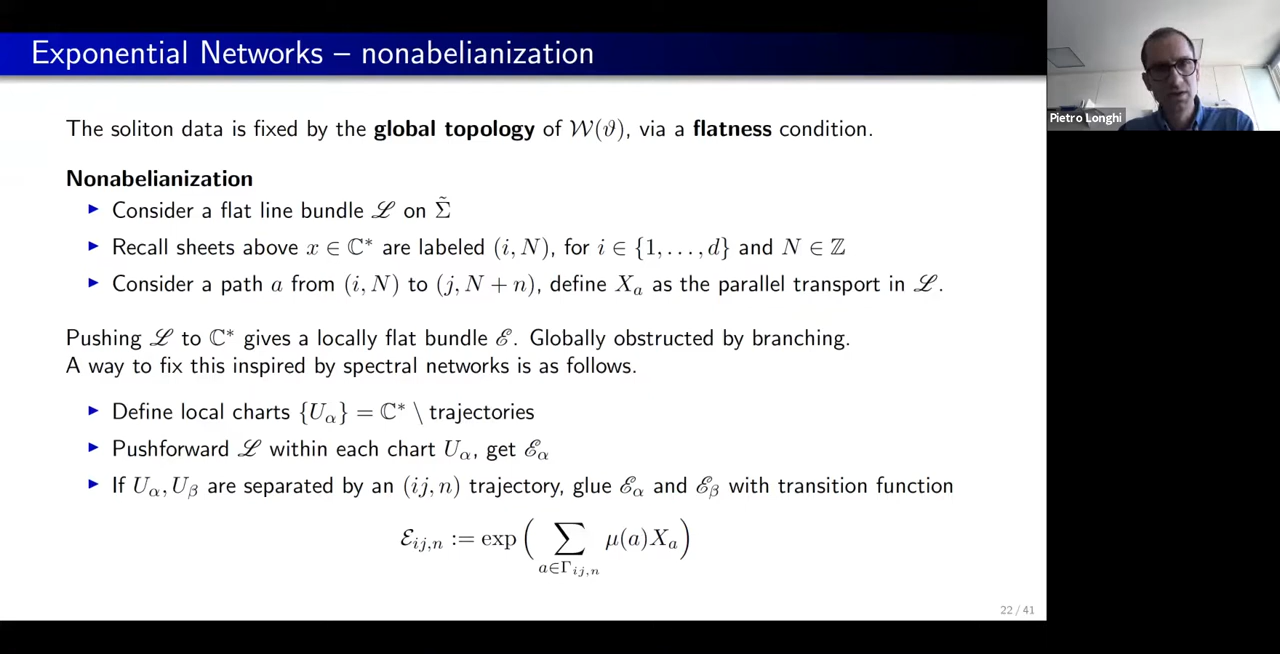 Exponential Networks – nonabelianization
Pietro Longhi
The soliton data is fixed by the global topology of 𝒲(ϑ), via a flatness condition.
Nonabelianization
▶ Consider a flat line bundle ℒ on Σ̃
▶ Recall sheets above x ∈ ℂ* are labeled (i, N), for i ∈ {1, . . . , d} and N ∈ ℤ
▶ Consider a path a from (i, N) to (j, N + n), define X_a as the parallel transport in ℒ.
Pushing ℒ to ℂ* gives a locally flat bundle ℰ. Globally obstructed by branching.
A way to fix this inspired by spectral networks is as follows.
▶ Define local charts {U_α} = ℂ* \ trajectories
▶ Pushforward ℒ within each chart U_α, get ℰ_α
▶ If U_α, U_β are separated by an (ij, n) trajectory, glue ℰ_α and ℰ_β with transition function
ℰ_{ij,n} := exp ( ∑_{a∈Γ_{ij,n}} μ(a)X_a )
22 / 41